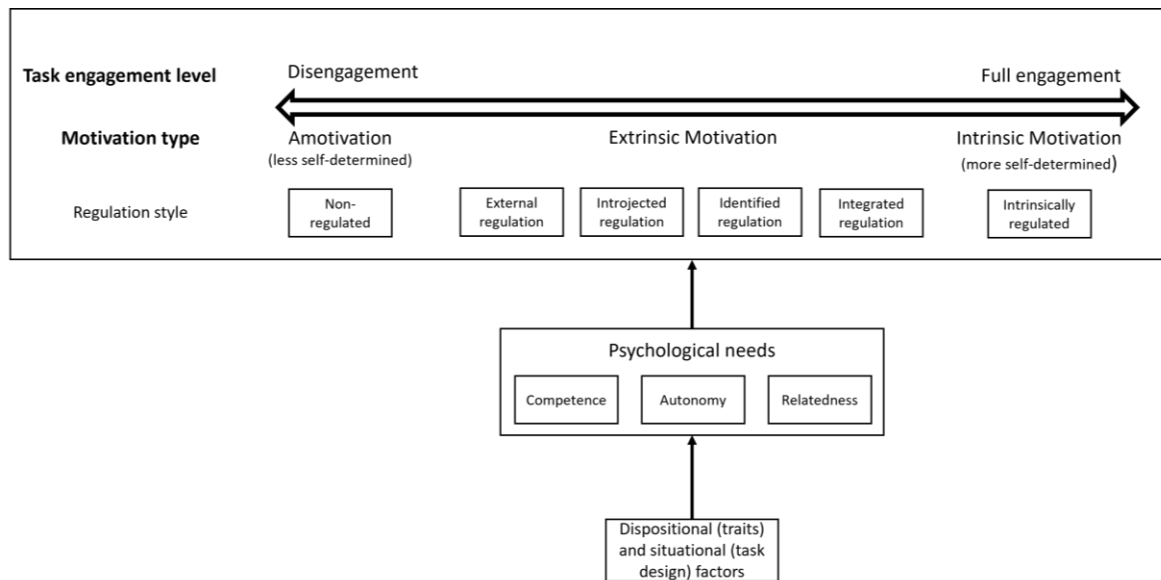 Task engagement level
Disengagement
Full engagement
Motivation type
Amotivation
(less self-determined)
Extrinsic Motivation
Intrinsic Motivation
(more self-determined)
Regulation style
Non-
regulated
External
regulation
Introjected
regulation
Identified
regulation
Integrated
regulation
Intrinsically
regulated
Psychological needs
Competence
Autonomy
Relatedness
Dispositional (traits)
and situational (task
design) factors